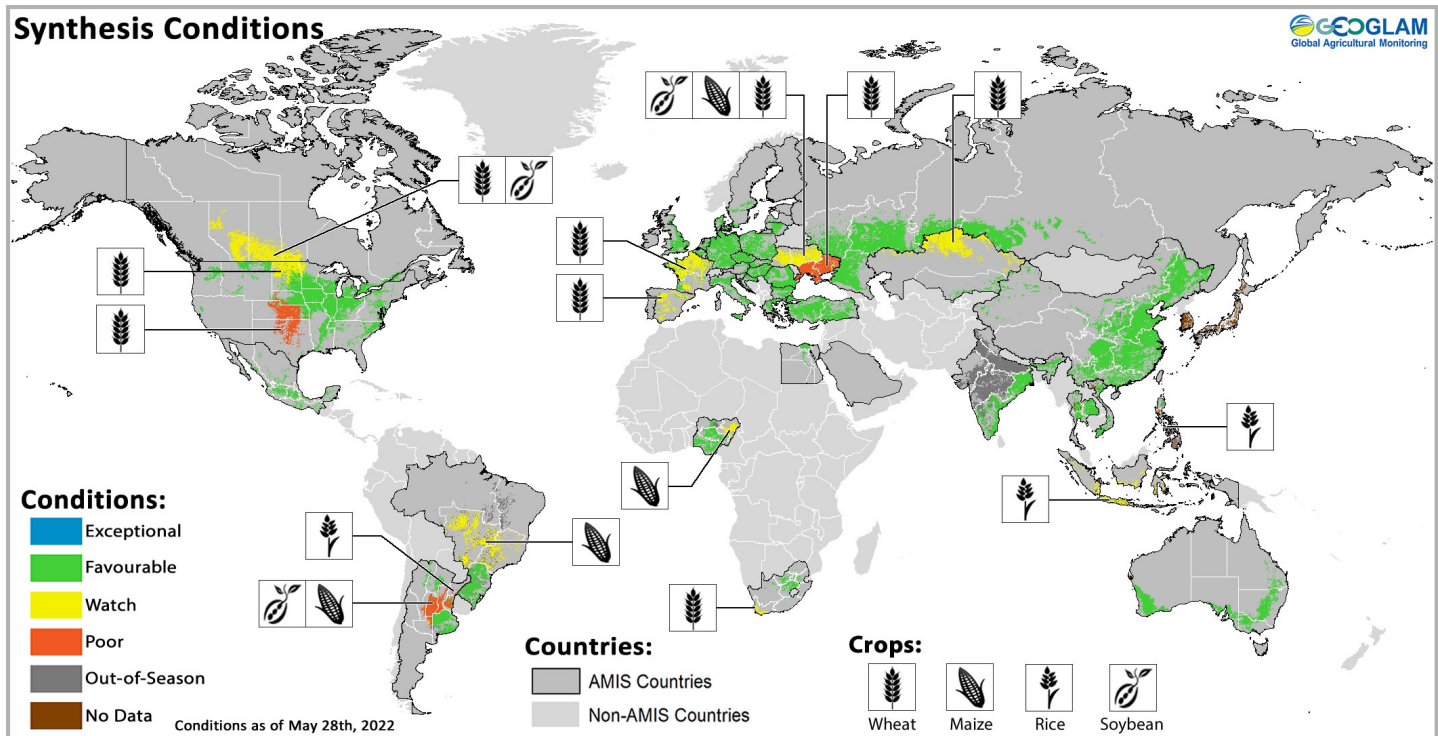 Synthesis Conditions
GEOGLAM
Global Agricultural Monitoring
Conditions:
Exceptional
Favourable
Watch
Poor
Out-of-Season
No Data
Conditions as of May 28th, 2022
Countries:
AMIS Countries
Non-AMIS Countries
Crops:
Wheat
Maize
Rice
Soybean